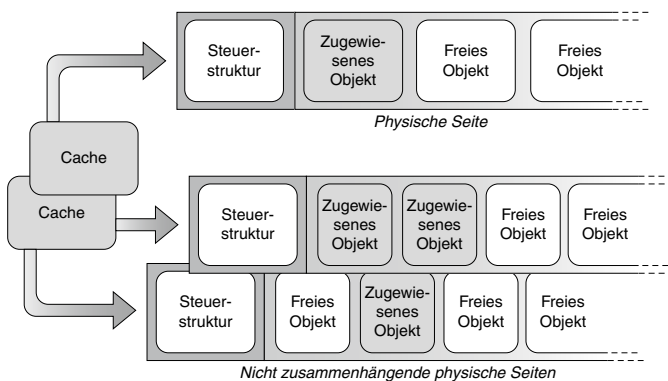 Steuer-
struktur
Zugewie-
senes
Objekt
Freies
Objekt
Freies
Objekt
Physische Seite
Cache
Cache
Steuer-
struktur
Zugewie-
senes
Objekt
Zugewie-
senes
Objekt
Freies
Objekt
Freies
Objekt
Steuer-
struktur
Freies
Objekt
Zugewie-
senes
Objekt
Freies
Objekt
Freies
Objekt
Nicht zusammenhängende physische Seiten